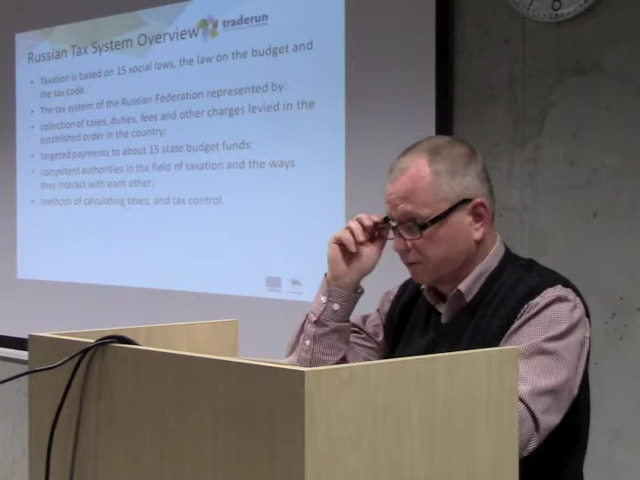 traderun
Russian Tax System Overview
• Taxation is based on 15 social laws, the law on the budget and
the tax code.
• The tax system of the Russian Federation represented by:
• collection of taxes, duties, fees and other charges levied in the
established order in the country;
• targeted payments to about 15 state budget funds;
• competent authorities in the field of taxation and the ways
they interact with each other;
• methods of calculating taxes, and tax control.